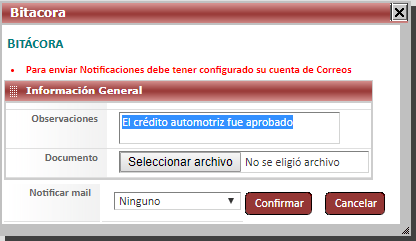 Bitacora
BITÁCORA
• Para enviar Notificaciones debe tener configurado su cuenta de Correos
Información General
Observaciones El crédito automotriz fue aprobado
Documento Seleccionar archivo No se eligió archivo
Notificar mail Ninguno Confirmar Cancelar